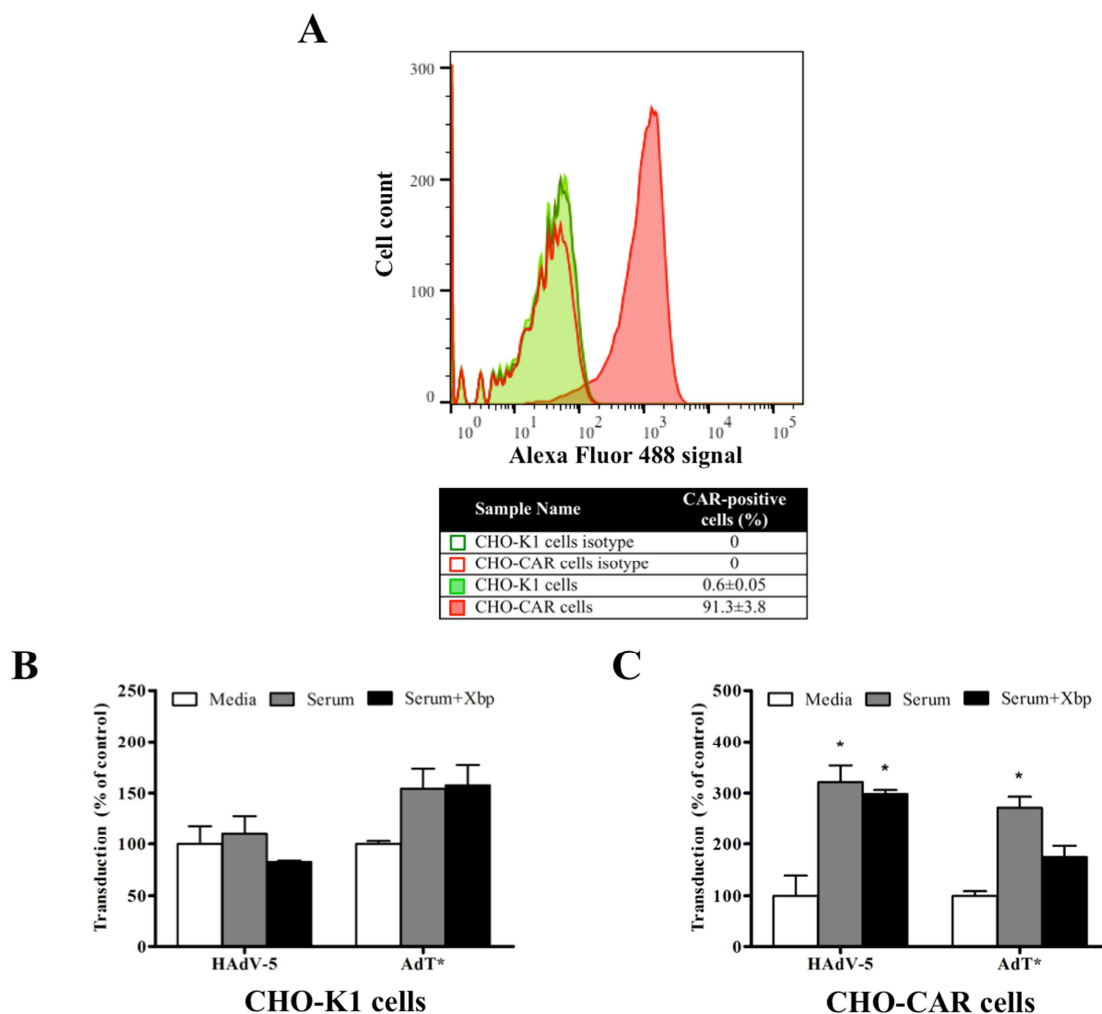 A
300
200
100
0
Cell count
10^0 10^1 10^2 10^3 10^4 10^5
Alexa Fluor 488 signal
Sample Name CAR-positive cells (%)
CHO-K1 cells isotype 0
CHO-CAR cells isotype 0
CHO-K1 cells 0.6±0.05
CHO-CAR cells 91.3±3.8
B
250
200
150
100
50
0
Transduction (% of control)
Media Serum Serum+Xbp
HAdV-5 AdT*
CHO-K1 cells
C
500
400
300
200
100
0
Transduction (% of control)
Media Serum Serum+Xbp
* * *
HAdV-5 AdT*
CHO-CAR cells